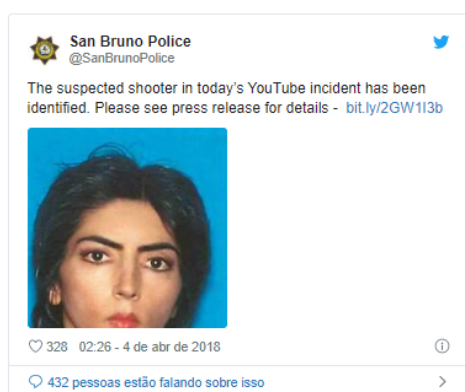 San Bruno Police
@SanBrunoPolice
The suspected shooter in today's YouTube incident has been
identified. Please see press release for details - bit.ly/2GW1I3b
328 02:26 - 4 de abr de 2018
432 pessoas estão falando sobre isso